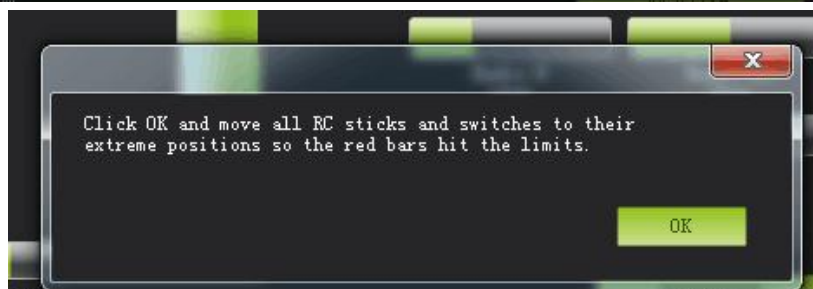 Click OK and move all RC sticks and switches to their
extreme positions so the red bars hit the limits.
OK